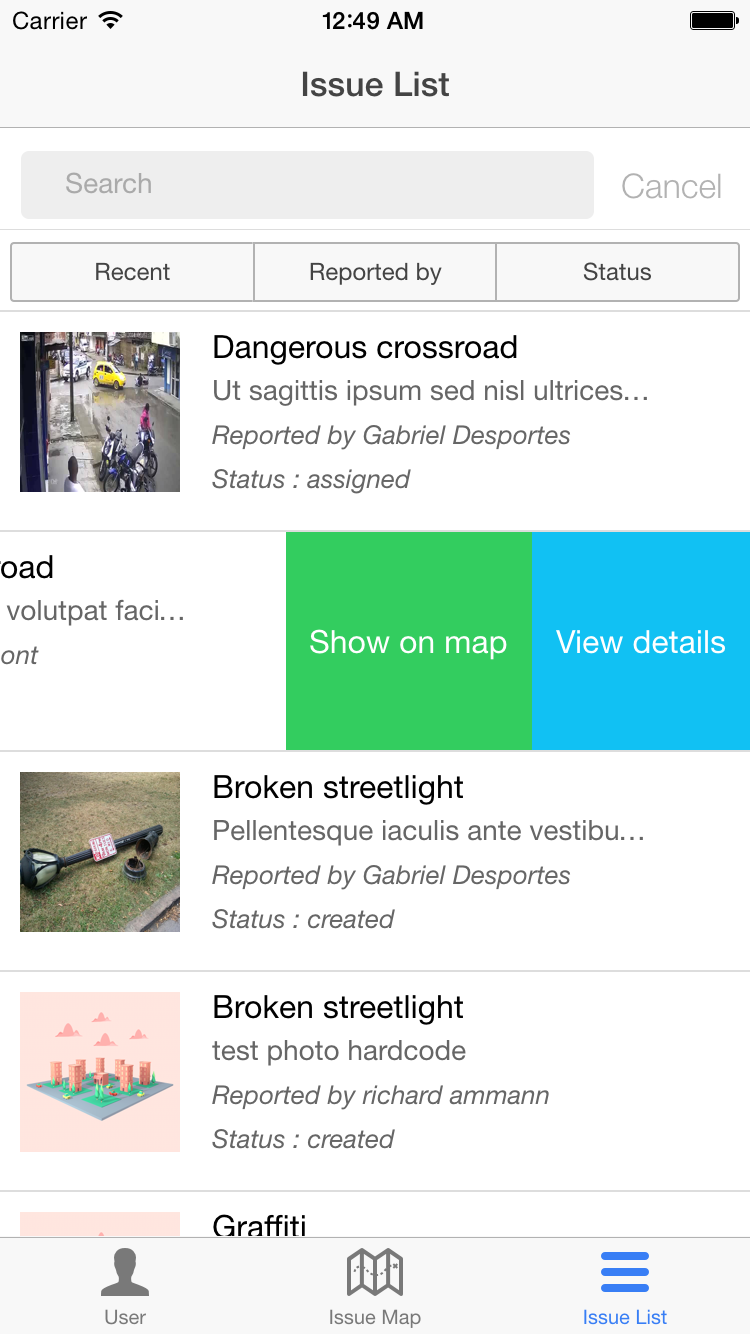 Carrier 12:49 AM
Issue List
Search Cancel
Recent Reported by Status
Dangerous crossroad
Ut sagittis ipsum sed nisl ultrices…
Reported by Gabriel Desportes
Status : assigned
oad
volutpat faci…
ont
Show on map View details
Broken streetlight
Pellentesque iaculis ante vestibu…
Reported by Gabriel Desportes
Status : created
Broken streetlight
test photo hardcode
Reported by richard ammann
Status : created
Graffiti
User Issue Map Issue List